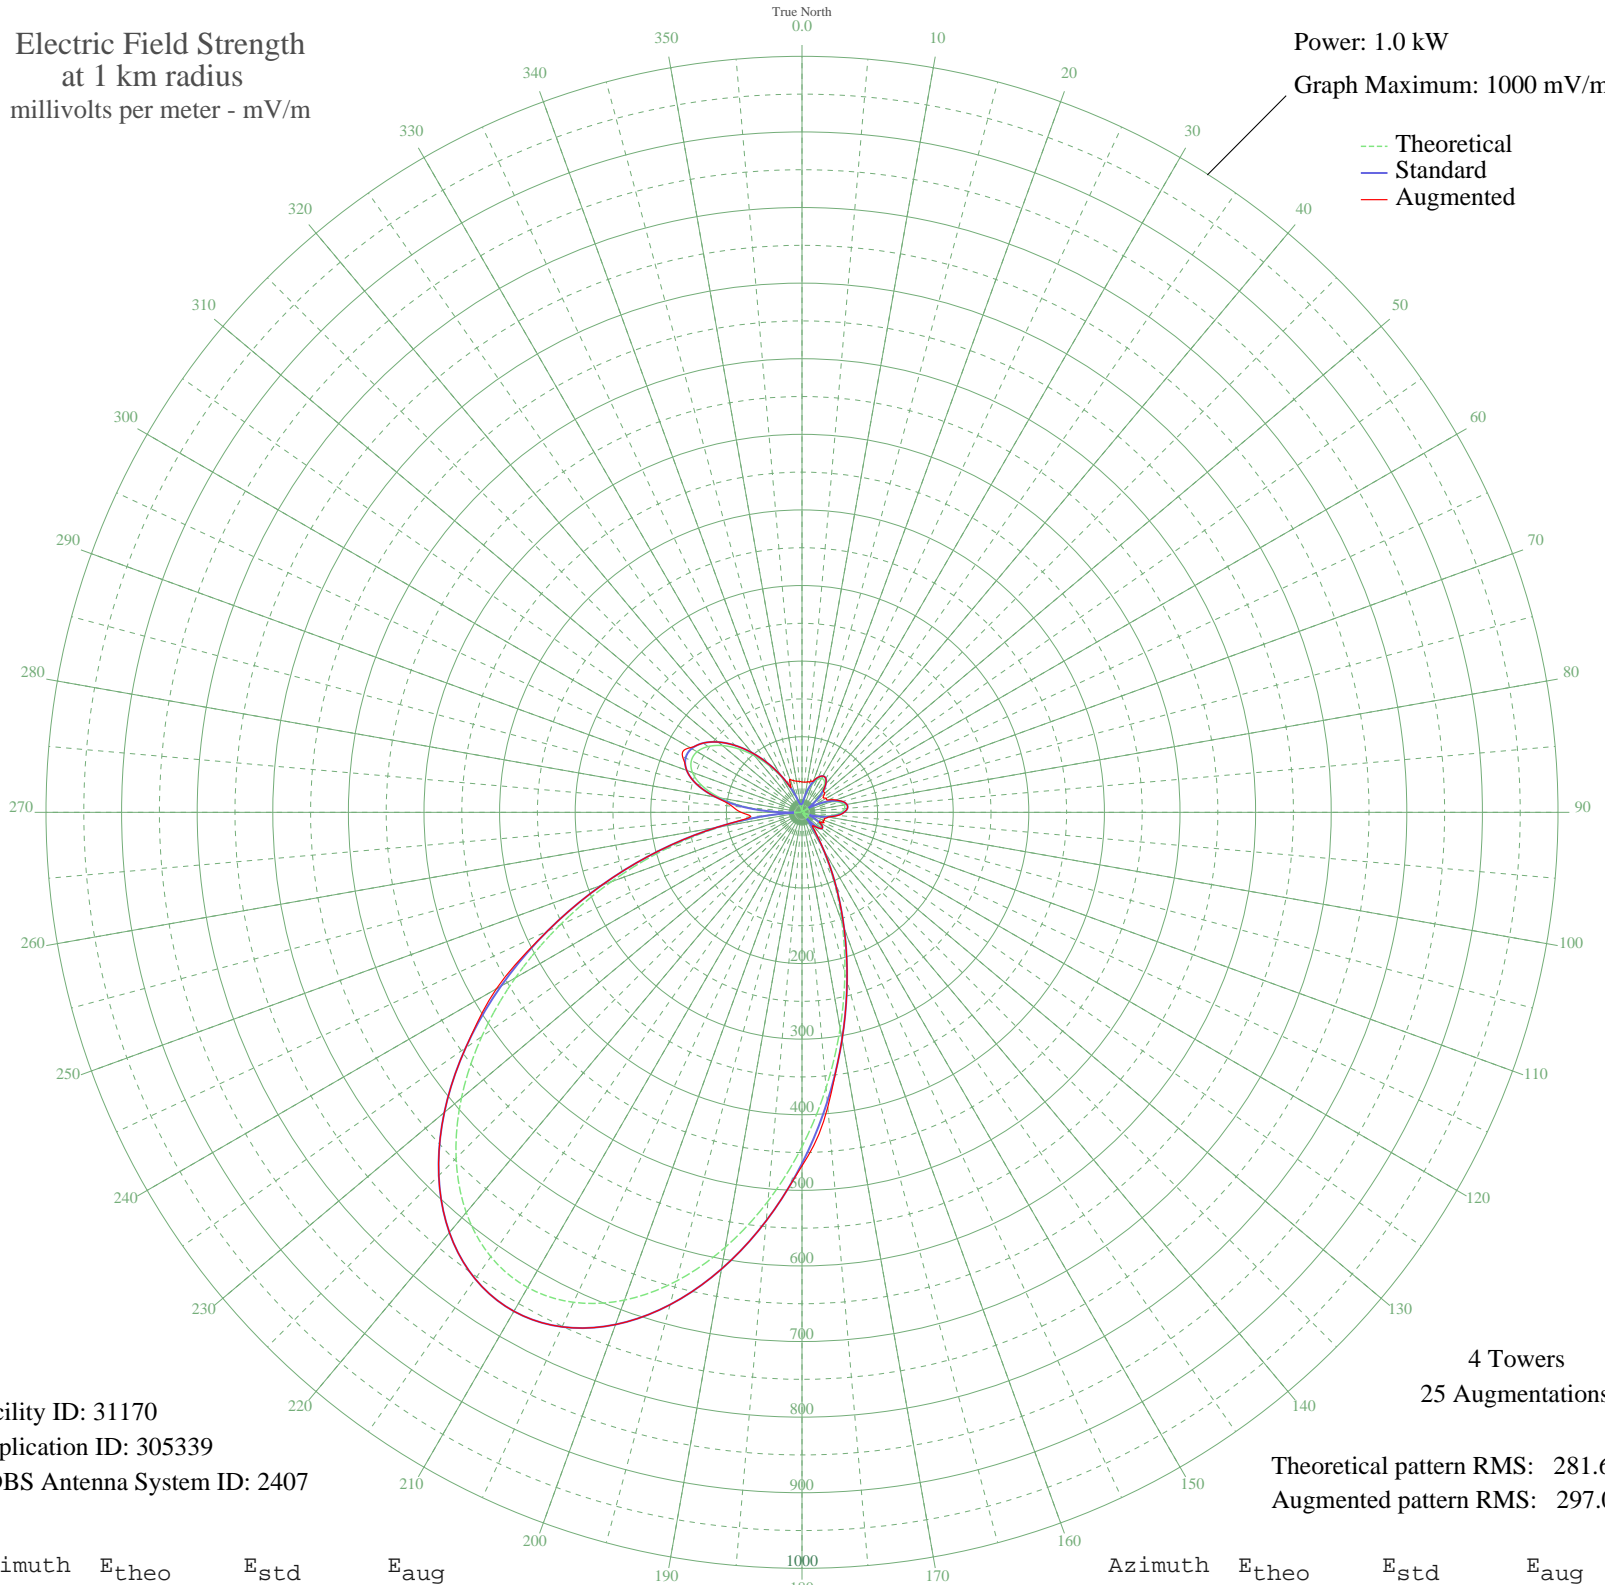 True North
Electric Field Strength
at 1 km radius
millivolts per meter - mV/m
Power: 1.0 kW
Graph Maximum: 1000 mV/m
Theoretical
Standard
Augmented
0.0
10
20
30
40
50
60
70
80
90
100
110
120
130
140
150
160
170
190
200
210
220
230
240
250
260
270
280
290
300
310
320
330
340
350
200
300
400
500
600
700
800
900
1000
4 Towers
25 Augmentations
cility ID: 31170
plication ID: 305339
DBS Antenna System ID: 2407
Theoretical pattern RMS: 281.6
Augmented pattern RMS: 297.0
imuth Etheo Estd Eaug
Azimuth Etheo Estd Eaug